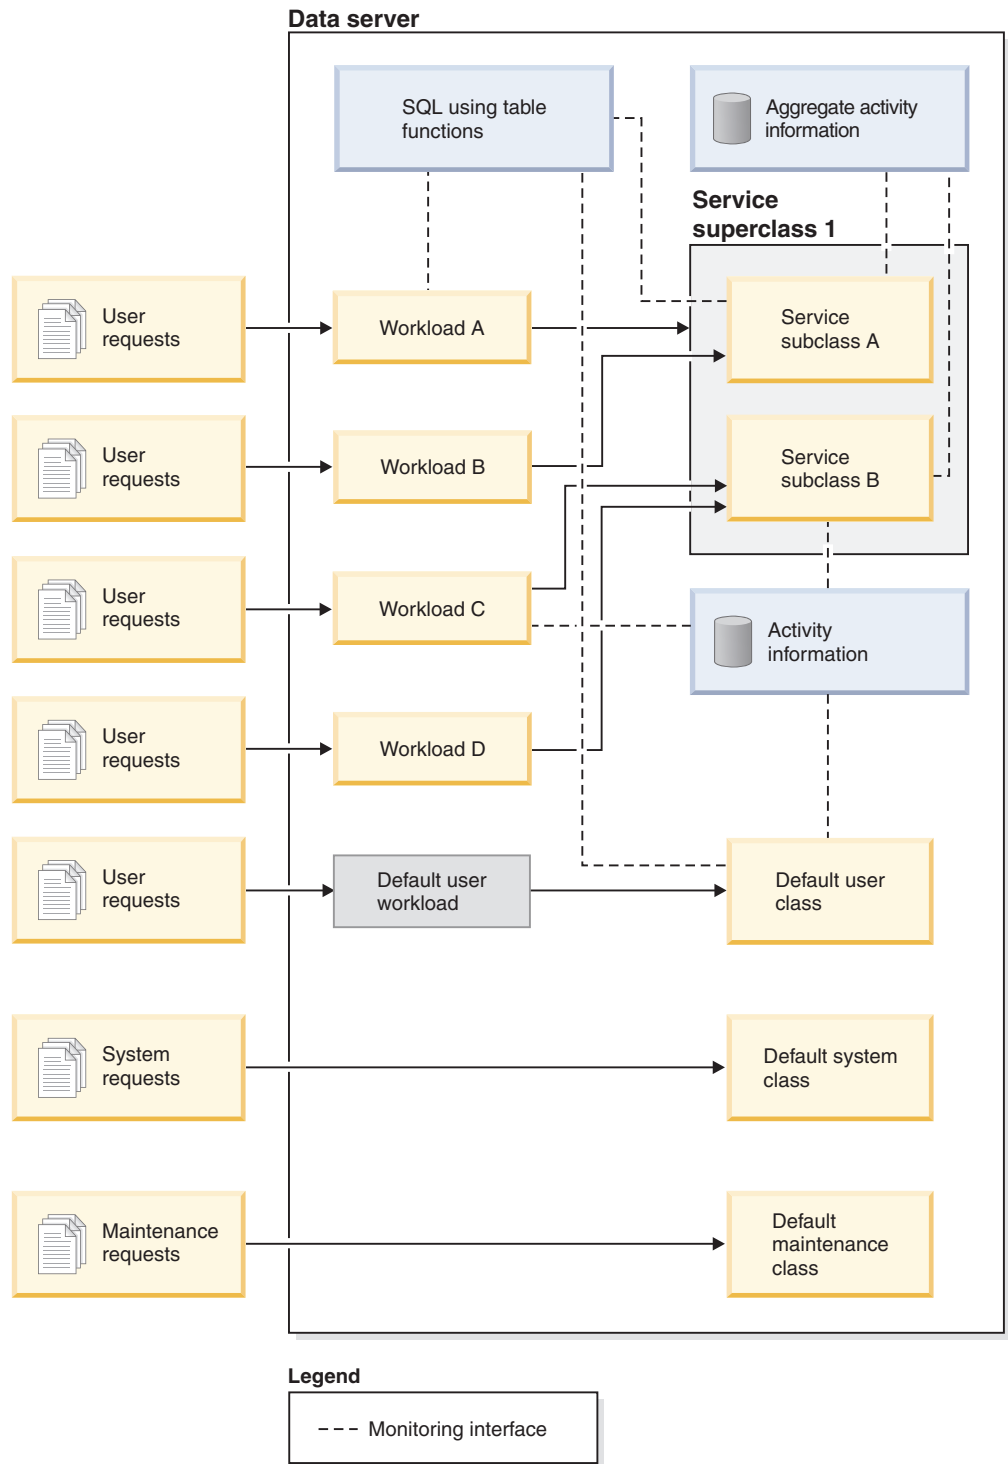 Data server
SQL using table
functions
Aggregate activity
information
Service
superclass 1
User
requests
Workload A
Service
subclass A
User
requests
Workload B
Service
subclass B
User
requests
Workload C
Activity
information
User
requests
Workload D
User
requests
Default user
workload
Default user
class
System
requests
Default system
class
Maintenance
requests
Default
maintenance
class
Legend
Monitoring interface